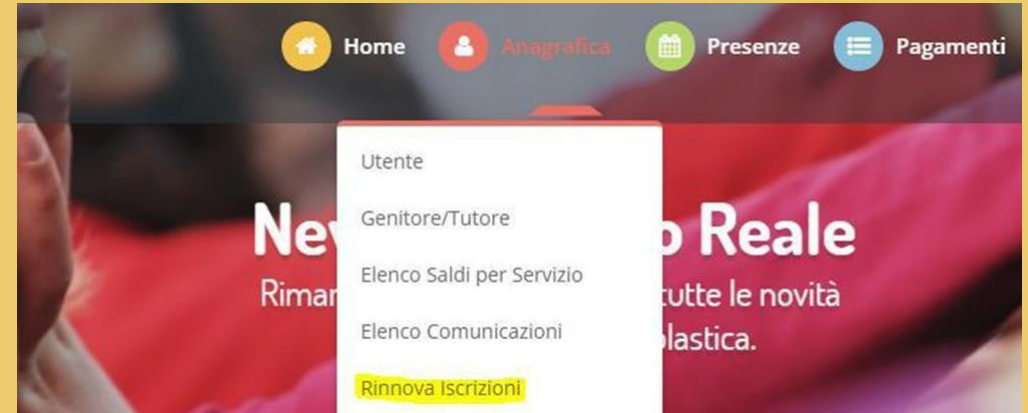 Home Anagrafica Presenze Pagamenti
Utente
Genitore/Tutore
Ne o Reale
Elenco Saldi per Servizio
Rimar tutte le novità
Elenco Comunicazioni
lastica.
Rinnova Iscrizioni